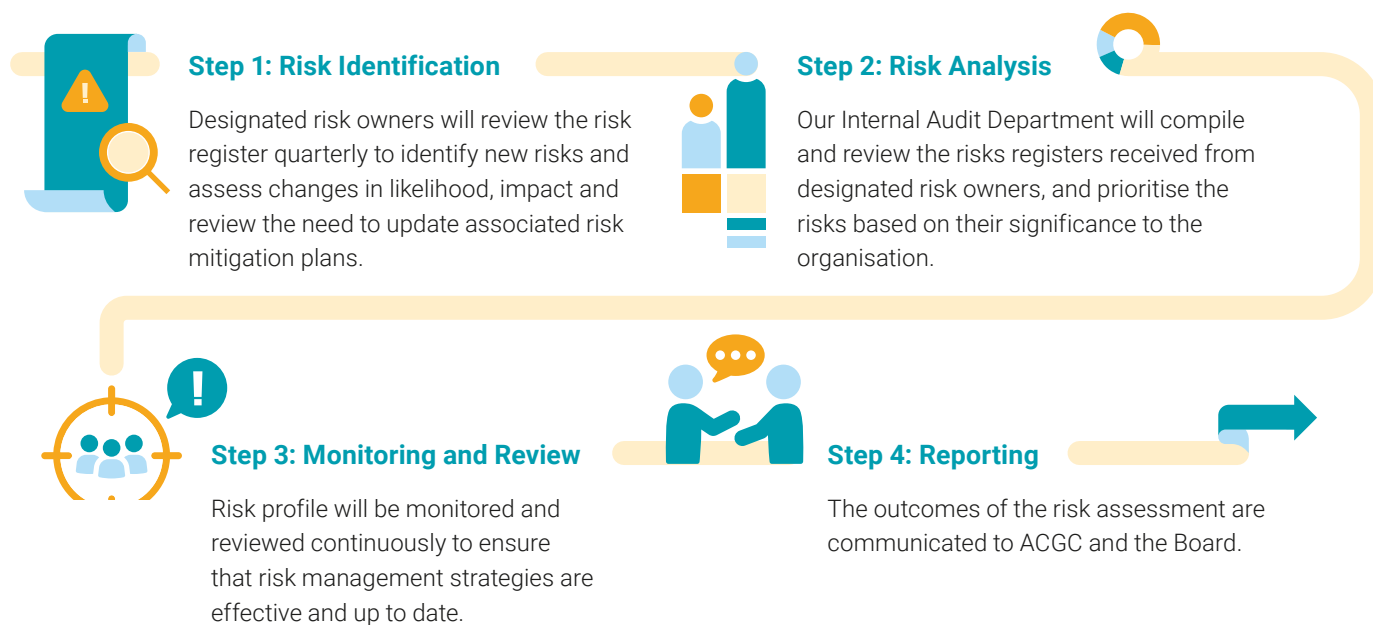 Step 1: Risk Identification
Designated risk owners will review the risk
register quarterly to identify new risks and
assess changes in likelihood, impact and
review the need to update associated risk
mitigation plans.
Step 2: Risk Analysis
Our Internal Audit Department will compile
and review the risks registers received from
designated risk owners, and prioritise the
risks based on their significance to the
organisation.
Step 3: Monitoring and Review
Risk profile will be monitored and
reviewed continuously to ensure
that risk management strategies are
effective and up to date.
Step 4: Reporting
The outcomes of the risk assessment are
communicated to ACGC and the Board.